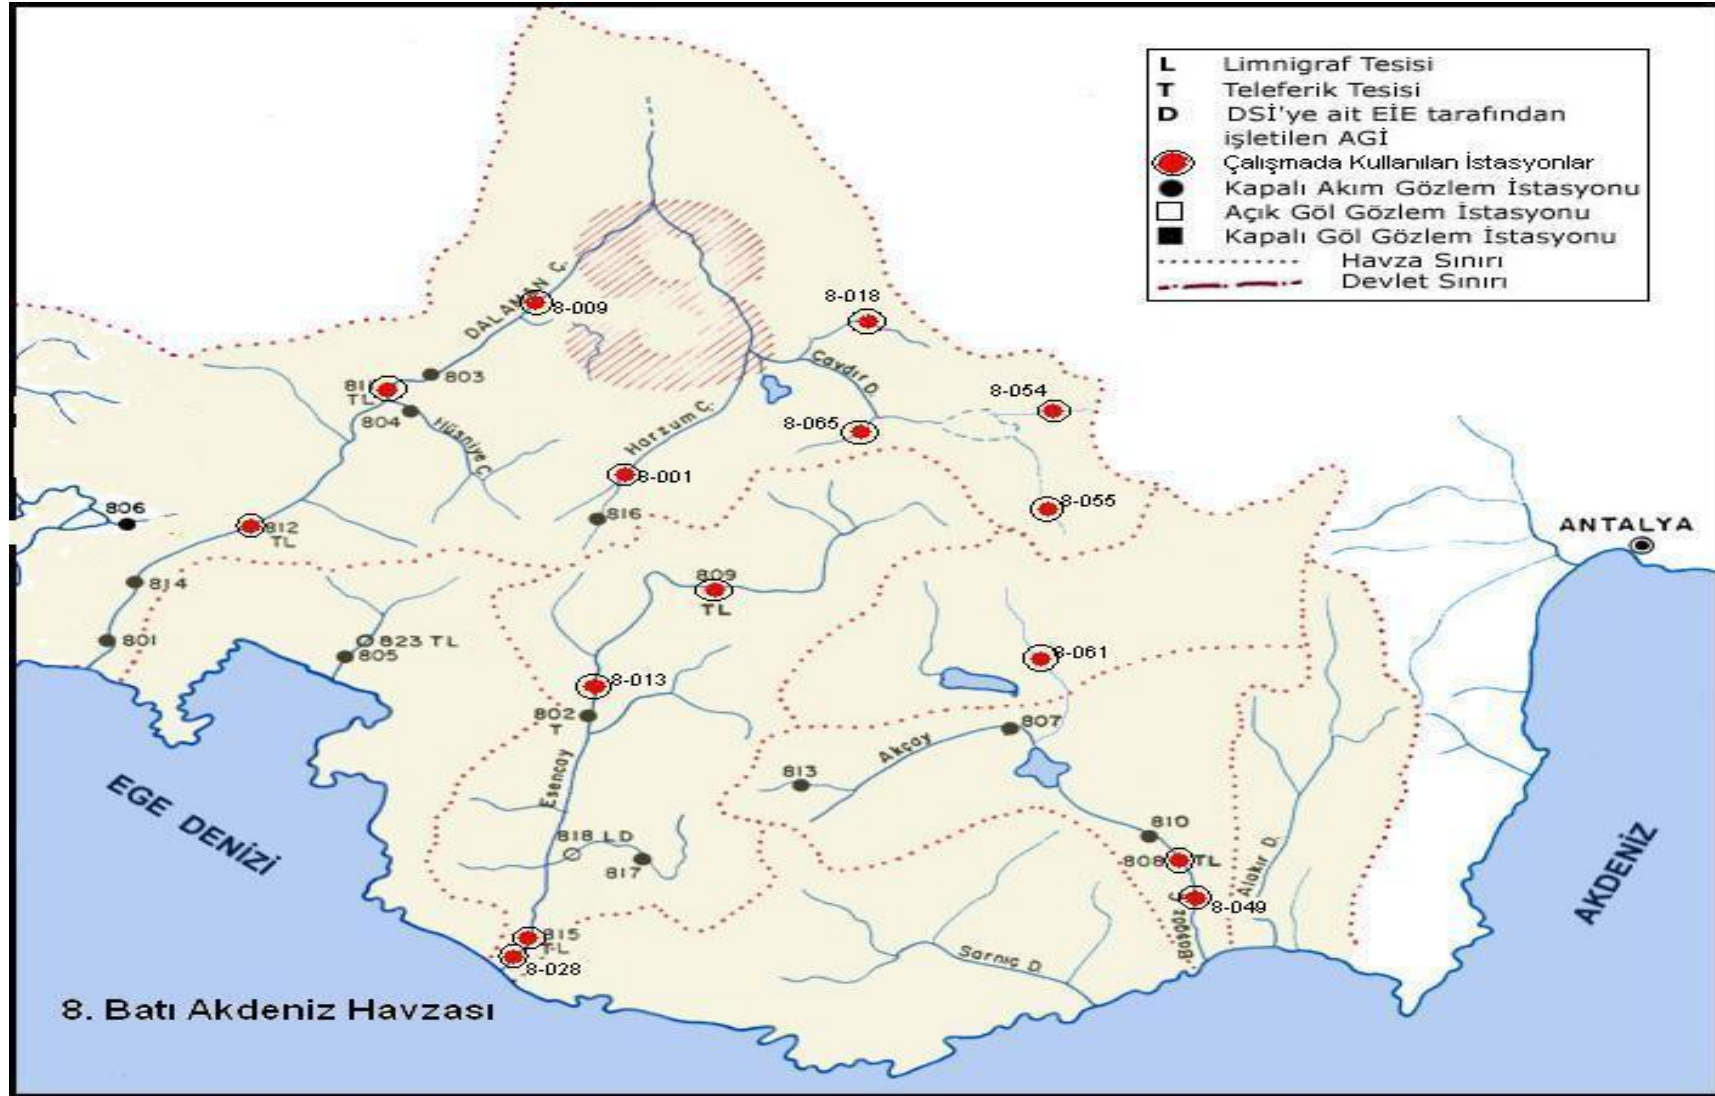 L Limnigraf Tesisi
T Teleferik Tesisi
D DSİ'ye ait EİE tarafından
işletilen AGİ
Çalışmada Kullanılan İstasyonlar
Kapalı Akım Gözlem İstasyonu
Açık Göl Gözlem İstasyonu
Kapalı Göl Gözlem İstasyonu
Havza Sınırı
Devlet Sınırı
DALAMAN Ç.
8-009
8-018
803
TL
804
Hüsniye Ç.
Çavdır D.
8-054
8-065
Harzum Ç.
8-001
8-055
806
812
TL
816
ANTALYA
814
809
TL
801
823 TL
805
8-061
8-013
802
T
807
Akçay
813
Esençay
EGE DENİZİ
818 LD
817
810
808 TL
Alakır D.
8-049
AKDENİZ
815
TL
8-028
Sarnıç D.
8. Batı Akdeniz Havzası